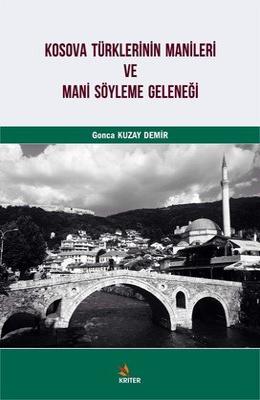 KOSOVA TÜRKLERİNİN MANİLERİ
VE
MANİ SÖYLEME GELENEĞİ
Gonca KUZAY DEMİR
KRİTER